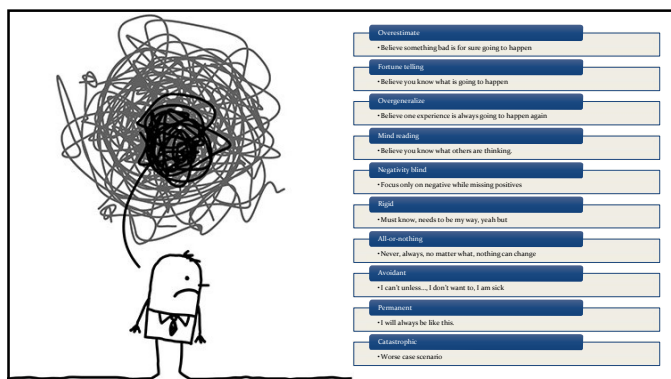 Overestimate
•Believe something bad is for sure going to happen
Fortune telling
•Believe you know what is going to happen
Overgeneralize
•Believe one experience is always going to happen again
Mind reading
•Believe you know what others are thinking.
Negativity blind
•Focus only on negative while missing positives
Rigid
•Must know, needs to be my way, yeah but
All-or-nothing
•Never, always, no matter what, nothing can change
Avoidant
•I can't unless..., I don't want to, I am sick
Permanent
•I will always be like this.
Catastrophic
•Worse case scenario